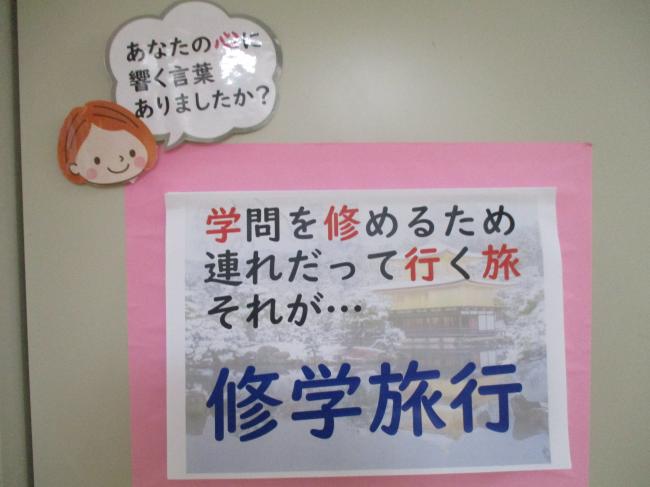 あなたの心に
響く言葉
ありましたか?
学問を修めるため
連れだって行く旅
それが…
修学旅行